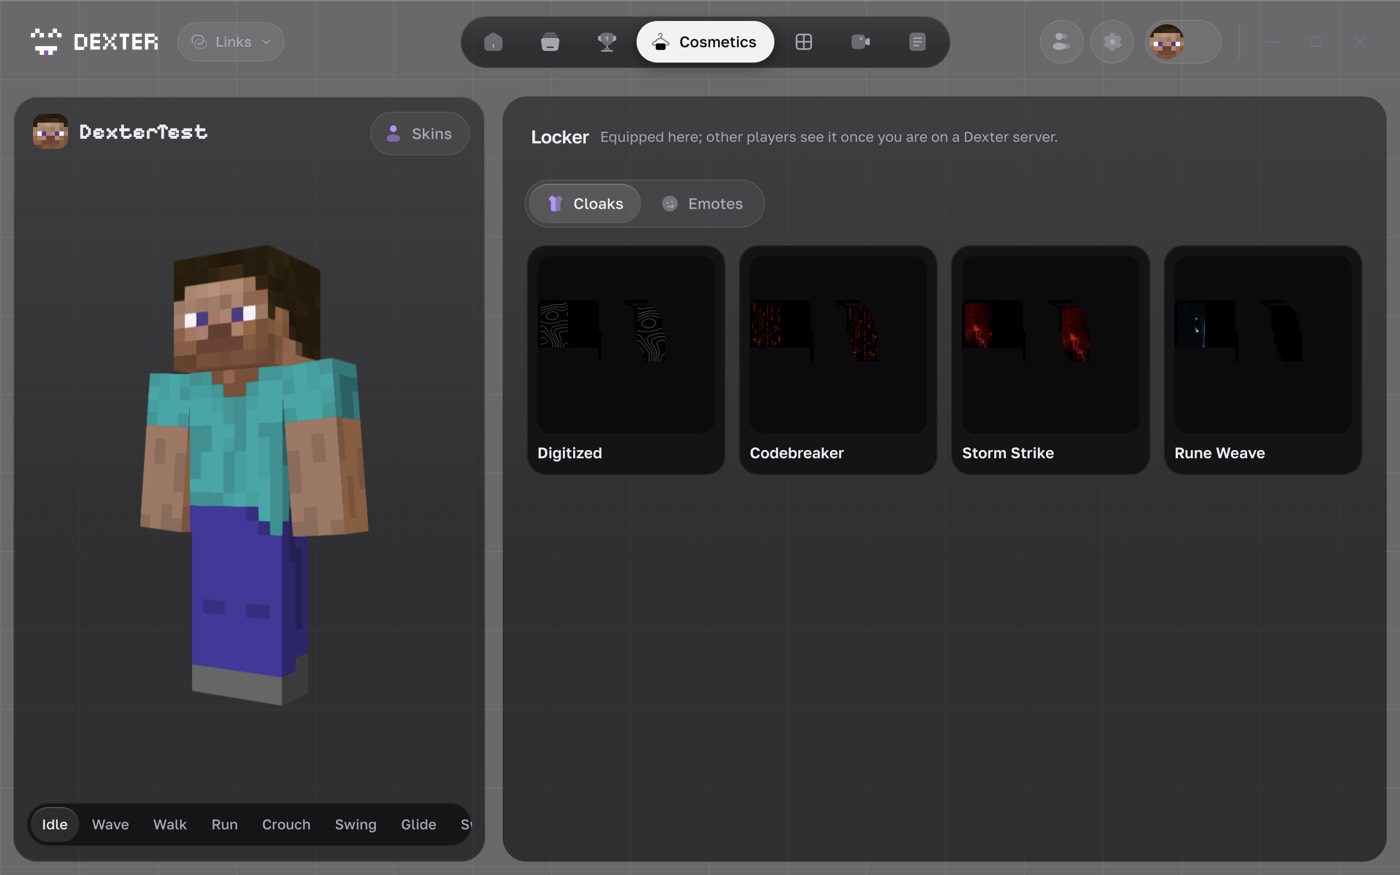 DEXTER
Links
Cosmetics
DexterTest
Skins
Locker Equipped here; other players see it once you are on a Dexter server.
Cloaks
Emotes
Digitized
Codebreaker
Storm Strike
Rune Weave
Idle Wave Walk Run Crouch Swing Glide